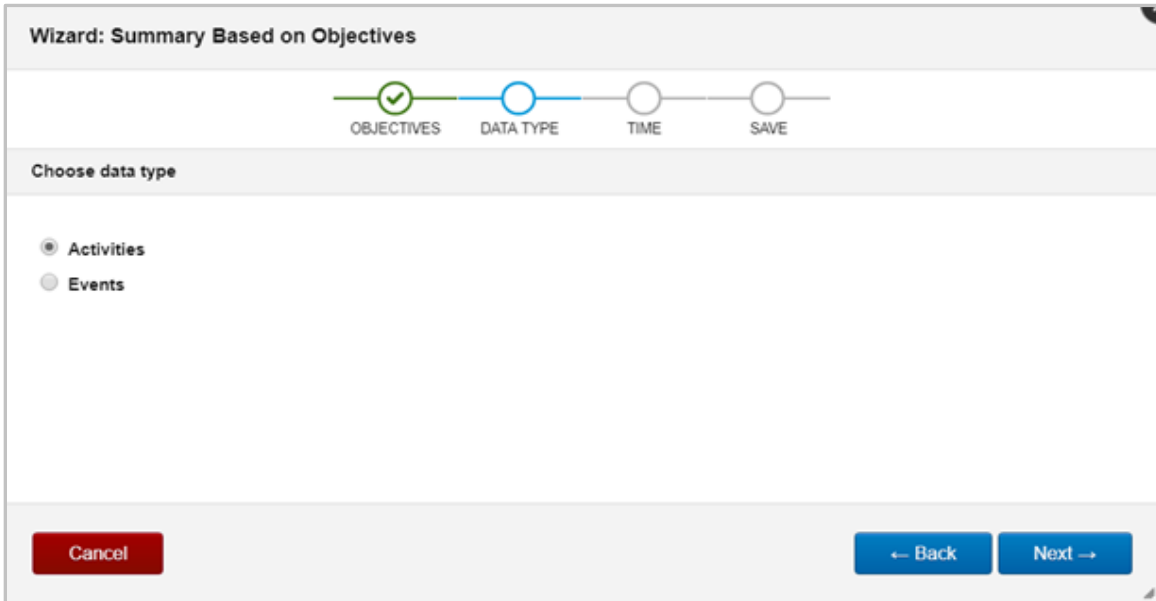 Wizard: Summary Based on Objectives
OBJECTIVES DATA TYPE TIME SAVE
Choose data type
Activities
Events
Cancel ← Back Next →